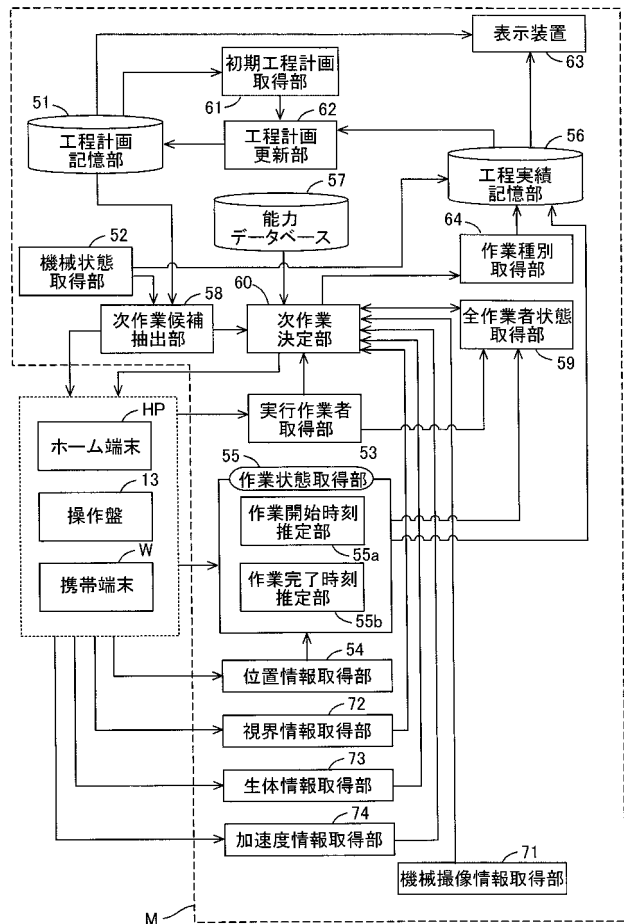 表示装置
63
初期工程計画
取得部
61
51
工程計画
記憶部
62
工程計画
更新部
56
工程実績
記憶部
57
能力
データベース
64
作業種別
取得部
52
機械状態
取得部
58
次作業候補
抽出部
60
次作業
決定部
全作業者状態
取得部
59
実行作業者
取得部
53
HP
ホーム端末
13
操作盤
W
携帯端末
55
作業状態取得部
作業開始時刻
推定部
55a
作業完了時刻
推定部
55b
54
位置情報取得部
72
視界情報取得部
73
生体情報取得部
74
加速度情報取得部
71
機械撮像情報取得部
M